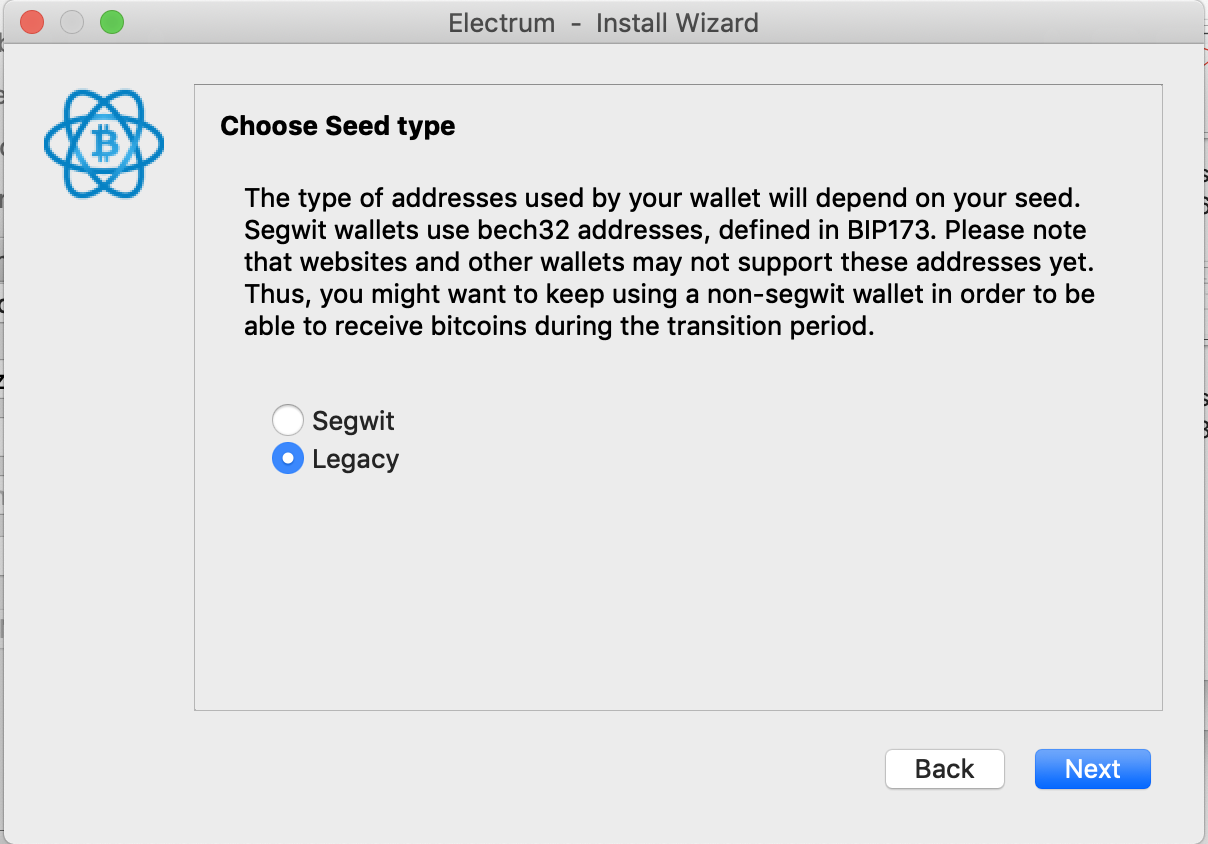 Electrum - Install Wizard
Choose Seed type
The type of addresses used by your wallet will depend on your seed.
Segwit wallets use bech32 addresses, defined in BIP173. Please note
that websites and other wallets may not support these addresses yet.
Thus, you might want to keep using a non-segwit wallet in order to be
able to receive bitcoins during the transition period.
Segwit
Legacy
Back
Next